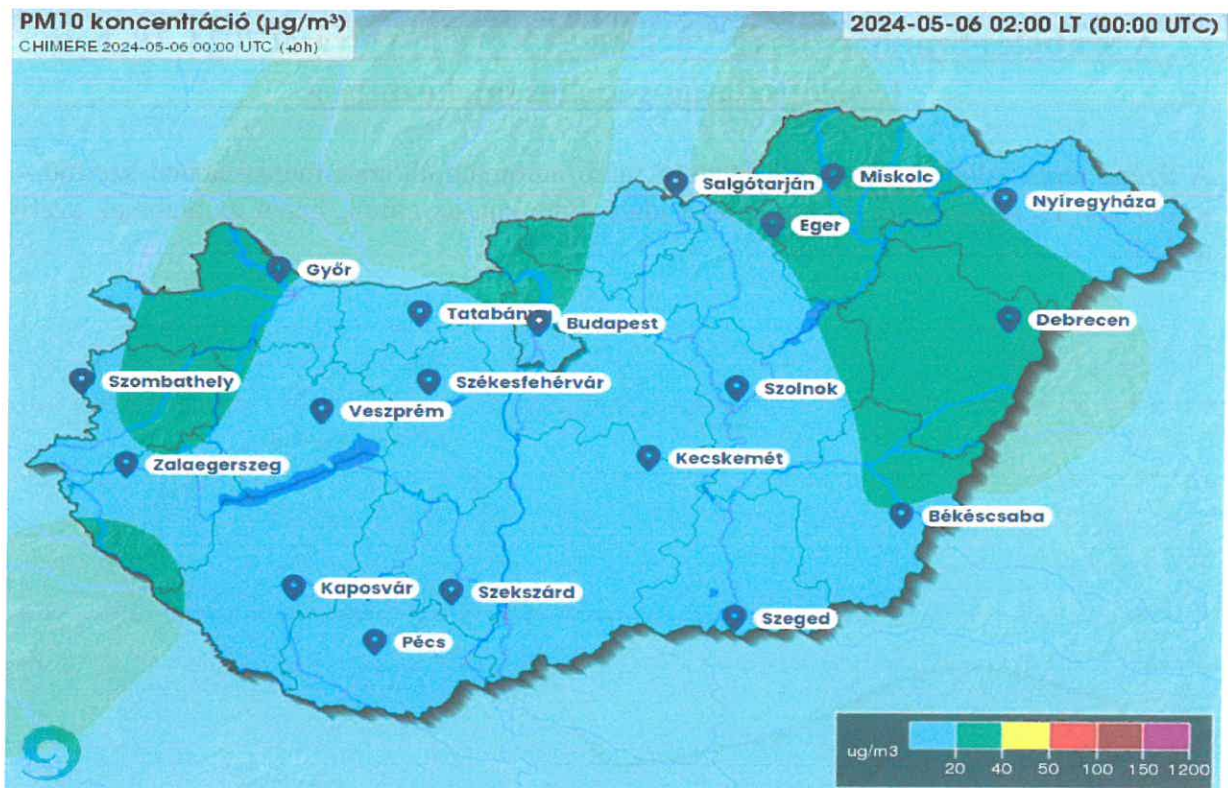 PM10 koncentráció (µg/m³)
2024-05-06 02:00 LT (00:00 UTC)
CHIMERE 2024-05-06 00:00 UTC (+0h)
Salgótarján
Miskolc
Nyíregyháza
Eger
Győr
Tatabánya
Budapest
Debrecen
Szombathely
Székesfehérvár
Szolnok
Veszprém
Zalaegerszeg
Kecskemét
Békéscsaba
Kaposvár
Szekszárd
Szeged
Pécs
ug/m3
20 40 50 100 150 1200